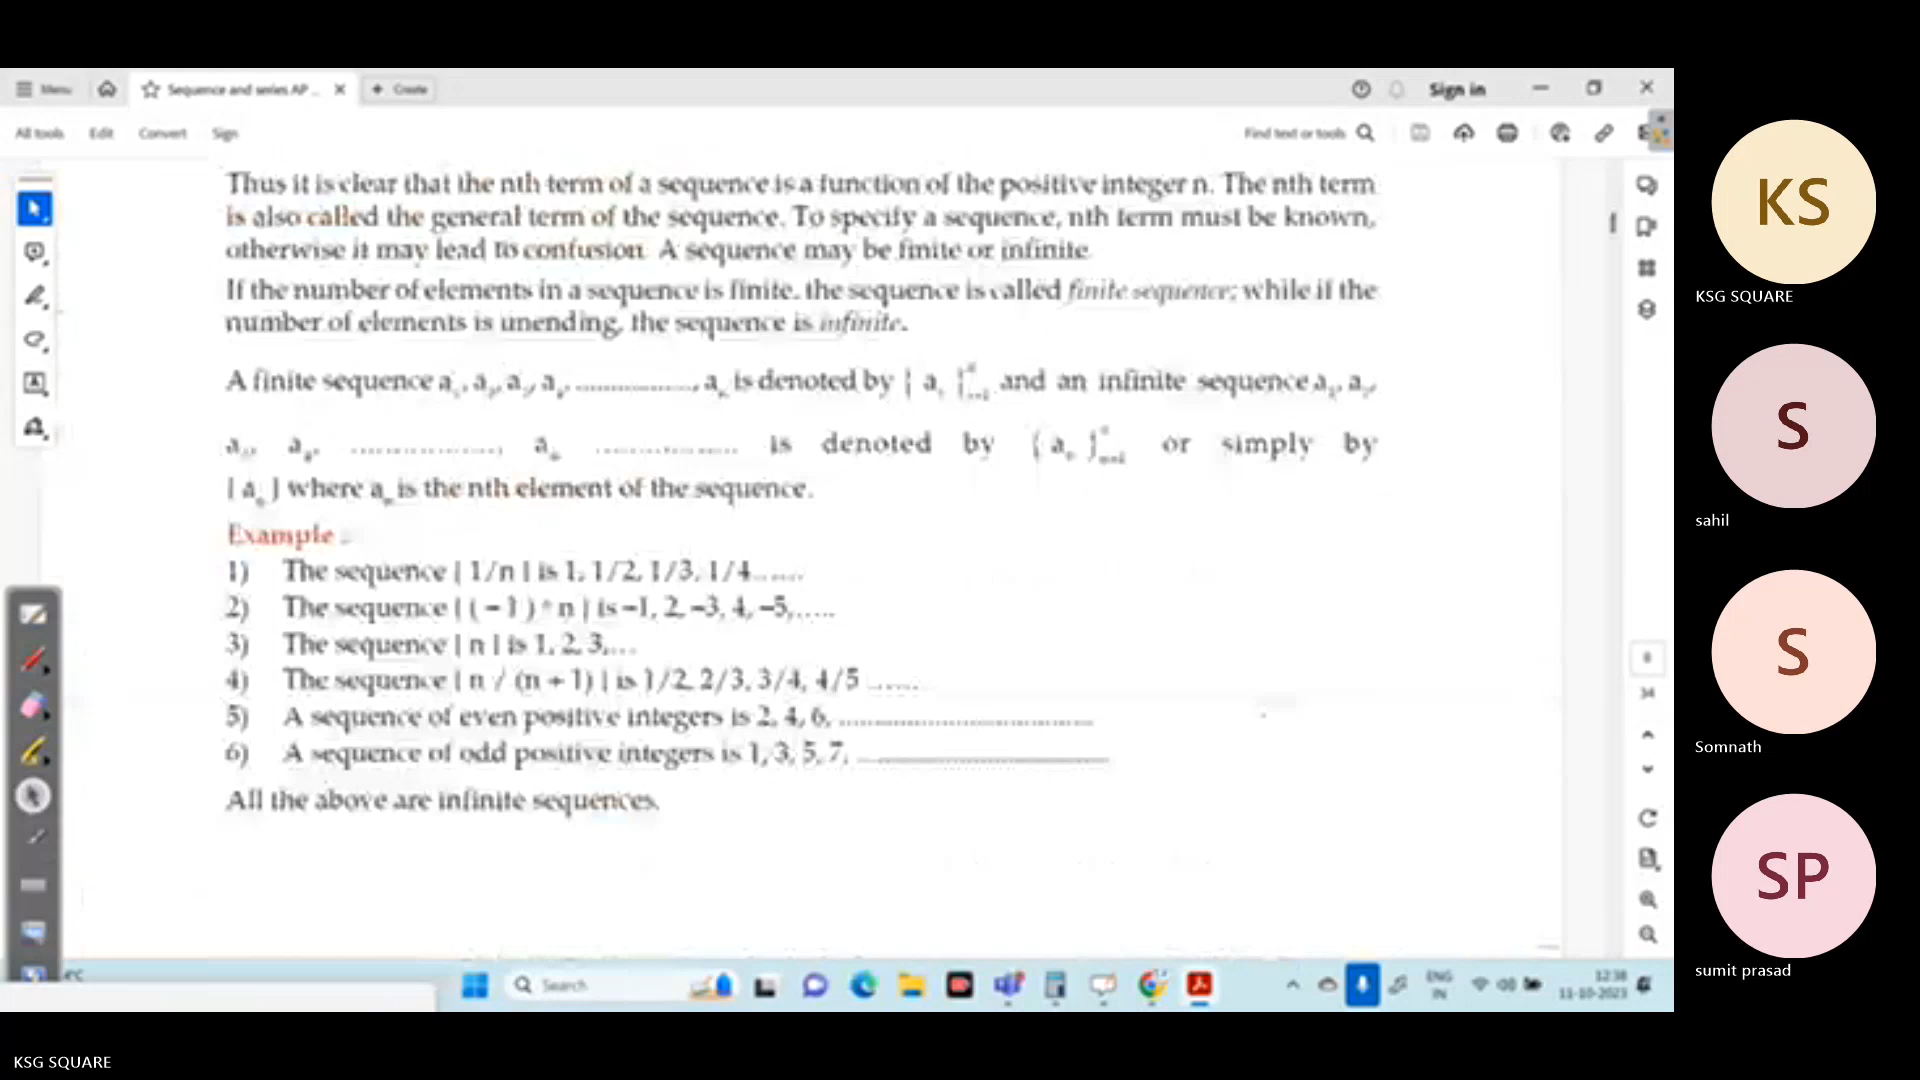 Menu
Sequence and series AP ...
Create
Sign in
All tools Edit Convert Sign
Find text or tools
Thus it is clear that the nth term of a sequence is a function of the positive integer n. The nth term
is also called the general term of the sequence. To specify a sequence, nth term must be known,
otherwise it may lead to confusion. A sequence may be finite or infinite.
If the number of elements in a sequence is finite, the sequence is called finite sequence; while if the
number of elements is unending, the sequence is infinite.
A finite sequence a , a , a , a , ...................., a is denoted by { a } and an infinite sequence a , a ,
a , a , ...................., a .................... is denoted by { a } or simply by
{ a } where a is the nth element of the sequence.
Example :
1) The sequence { 1/n } is 1, 1/2, 1/3, 1/4......
2) The sequence { ( – 1 ) n } is –1, 2, –3, 4, –5,.....
3) The sequence { n } is 1, 2, 3,...
4) The sequence { n / (n + 1) } is 1/2, 2/3, 3/4, 4/5 .......
5) A sequence of even positive integers is 2, 4, 6, ........................................
6) A sequence of odd positive integers is 1, 3, 5, 7, ........................................
All the above are infinite sequences.
8
34
Search
ENG
IN
12:38
11-10-2023
KS
KSG SQUARE
S
sahil
S
Somnath
SP
sumit prasad
KSG SQUARE